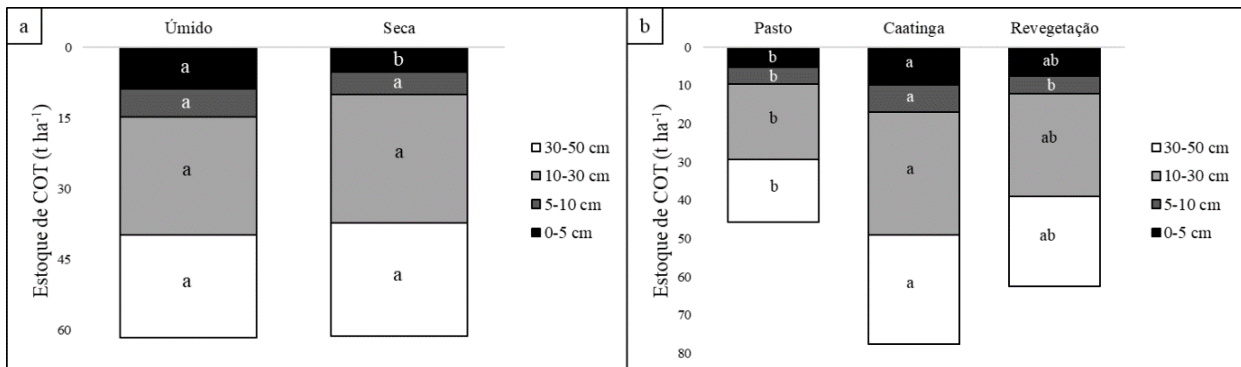 a
Úmido
Seca
Estoque de COT (t ha⁻¹)
0
15
30
45
60
a
a
a
a
b
a
a
a
30-50 cm
10-30 cm
5-10 cm
0-5 cm
b
Pasto
Caatinga
Revegetação
Estoque de COT (t ha⁻¹)
0
10
20
30
40
50
60
70
80
b
b
b
b
a
a
a
a
ab
b
ab
ab
30-50 cm
10-30 cm
5-10 cm
0-5 cm